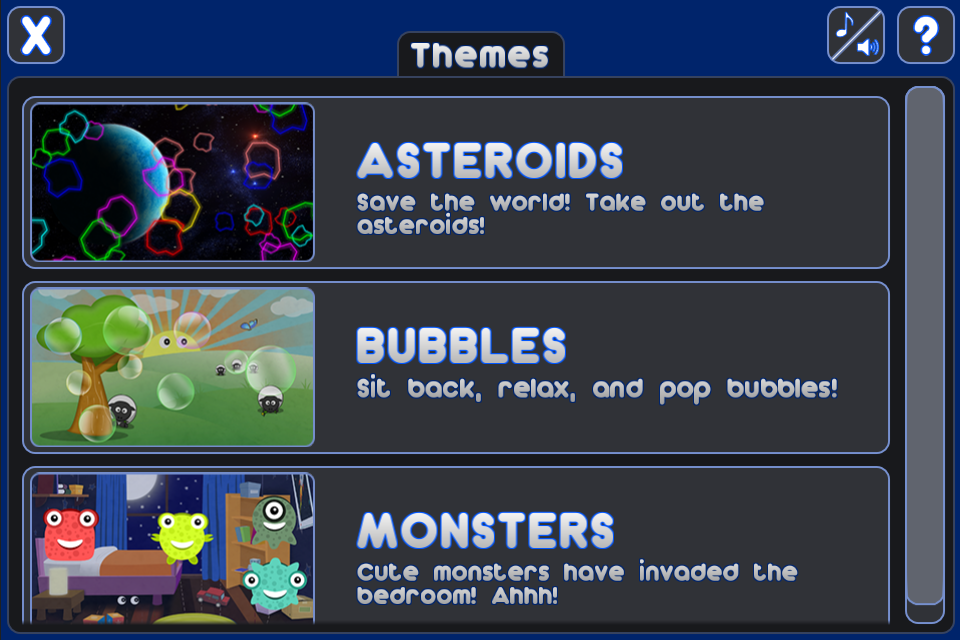 X
Themes
?
ASTEROIDS
Save the world! Take out the
asteroids!
BUBBLES
Sit back, relax, and pop bubbles!
MONSTERS
Cute monsters have invaded the
bedroom! Ahhh!